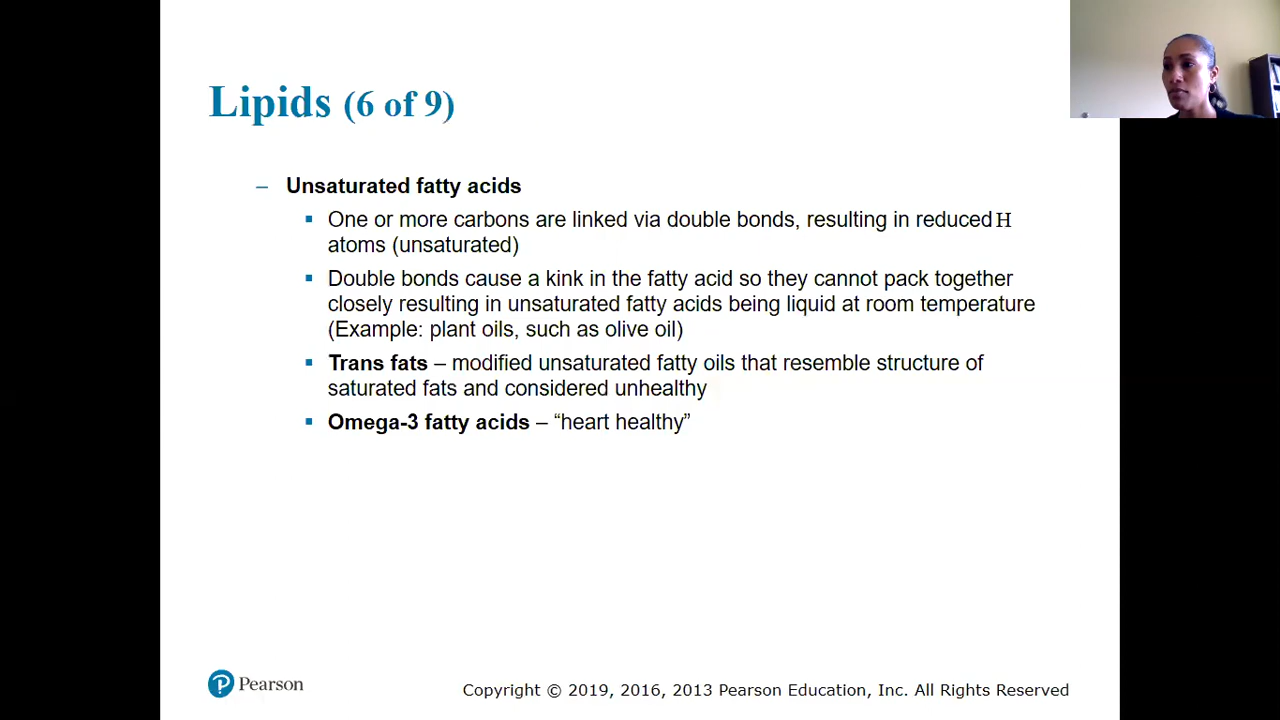 Lipids (6 of 9)
– Unsaturated fatty acids
▪ One or more carbons are linked via double bonds, resulting in reduced H
atoms (unsaturated)
▪ Double bonds cause a kink in the fatty acid so they cannot pack together
closely resulting in unsaturated fatty acids being liquid at room temperature
(Example: plant oils, such as olive oil)
▪ Trans fats – modified unsaturated fatty oils that resemble structure of
saturated fats and considered unhealthy
▪ Omega-3 fatty acids – “heart healthy”
P Pearson
Copyright © 2019, 2016, 2013 Pearson Education, Inc. All Rights Reserved